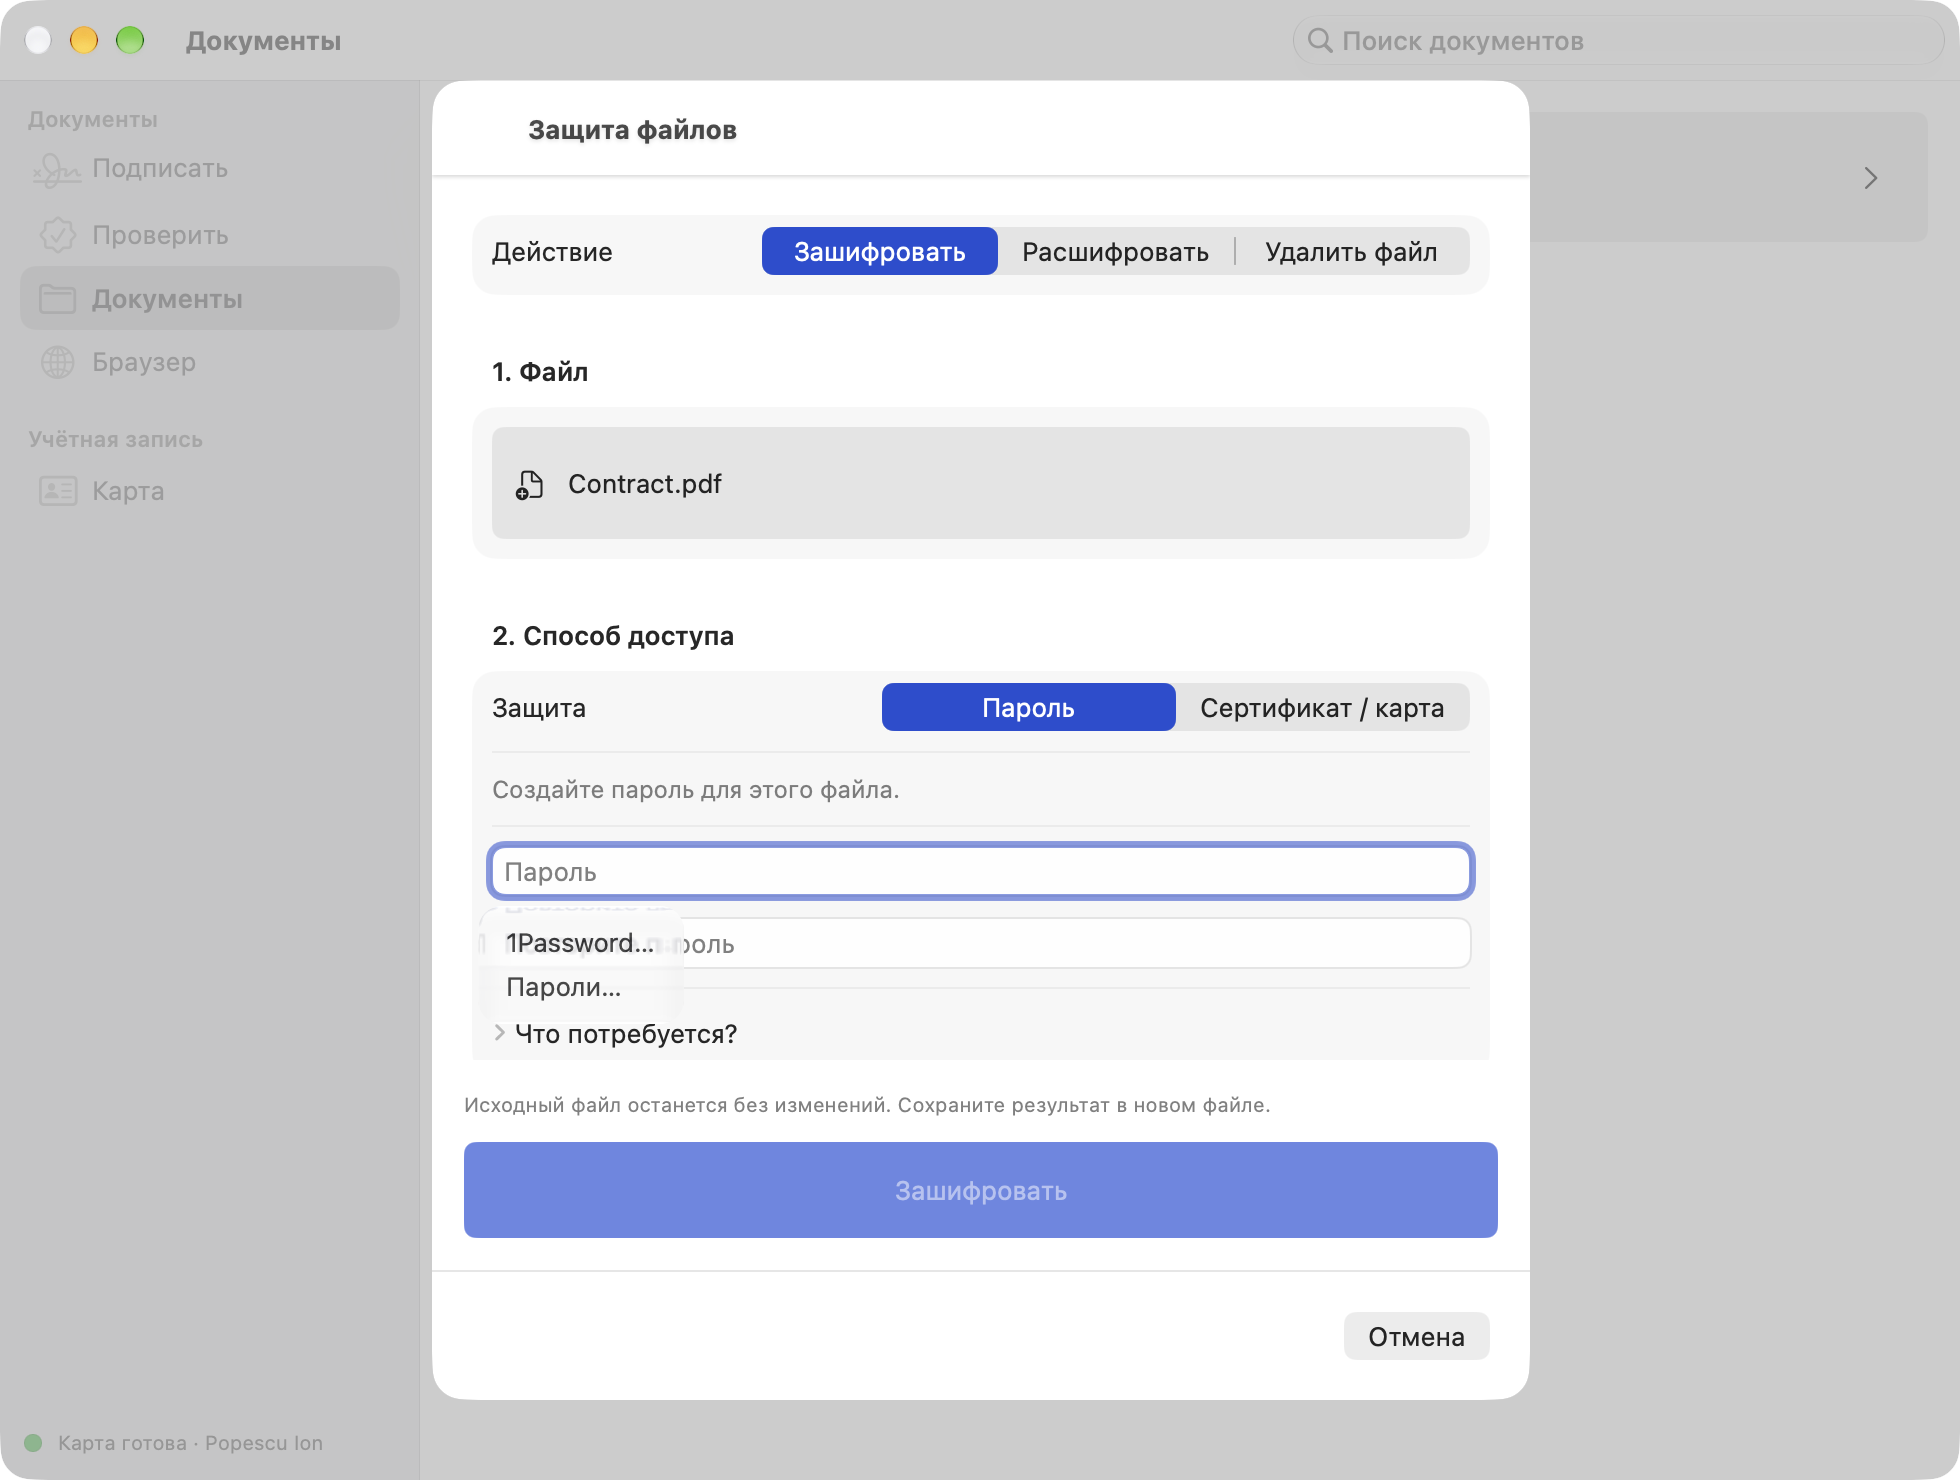 Документы
Поиск документов
Документы
Подписать
Проверить
Документы
Браузер
Учётная запись
Карта
Карта готова · Popescu Ion
Защита файлов
Действие
Зашифровать
Расшифровать
Удалить файл
1. Файл
Contract.pdf
2. Способ доступа
Защита
Пароль
Сертификат / карта
Создайте пароль для этого файла.
Пароль
1Password...
Пароли...
Что потребуется?
Исходный файл останется без изменений. Сохраните результат в новом файле.
Зашифровать
Отмена